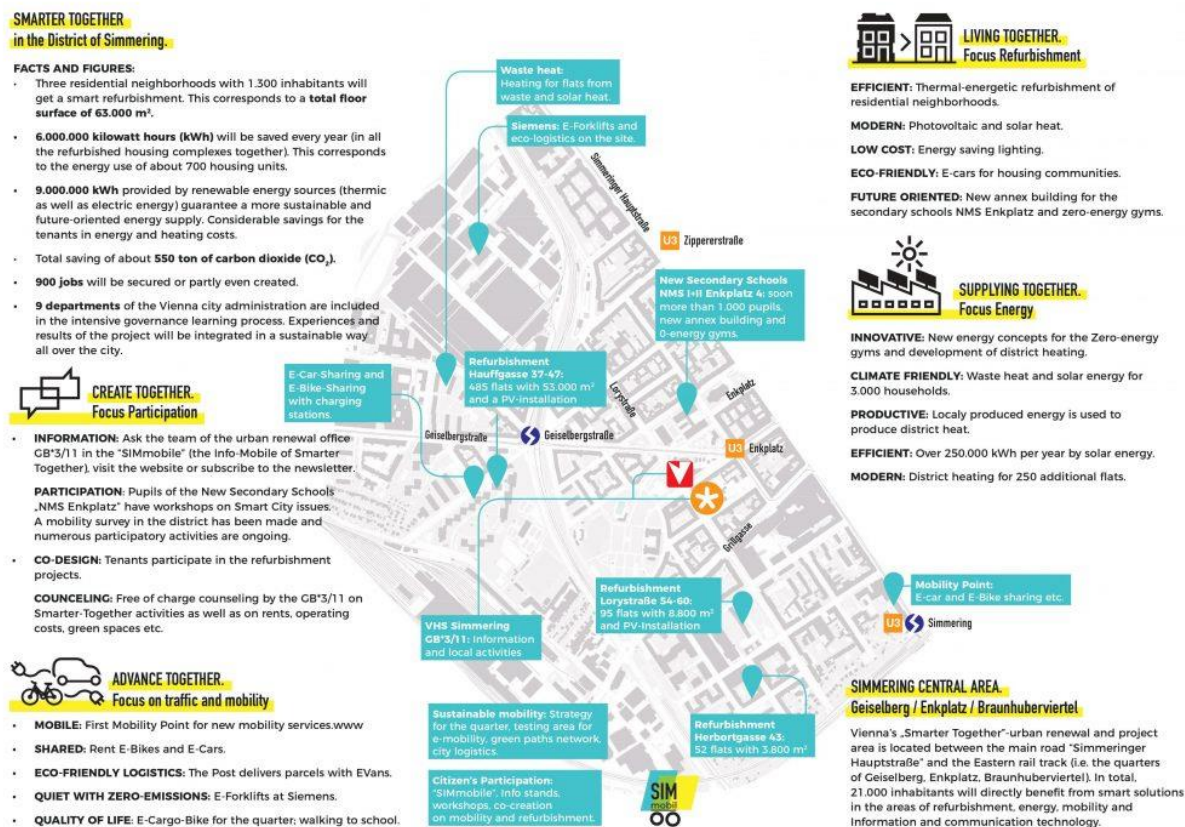 SMARTER TOGETHER
in the District of Simmering.
FACTS AND FIGURES:
• Three residential neighborhoods with 1.300 inhabitants will
get a smart refurbishment. This corresponds to a total floor
surface of 63.000 m².
• 6.000.000 kilowatt hours (kWh) will be saved every year (in all
the refurbished housing complexes together). This corresponds
to the energy use of about 700 housing units.
• 9.000.000 kWh provided by renewable energy sources (thermic
as well as electric energy) guarantee a more sustainable and
future-oriented energy supply. Considerable savings for the
tenants in energy and heating costs.
• Total saving of about 550 ton of carbon dioxide (CO₂).
• 900 jobs will be secured or partly even created.
• 9 departments of the Vienna city administration are included
in the intensive governance learning process. Experiences and
results of the project will be integrated in a sustainable way
all over the city.
CREATE TOGETHER.
Focus Participation
• INFORMATION: Ask the team of the urban renewal office
GB*3/11 in the "SIMmobile" (the Info-Mobile of Smarter
Together), visit the website or subscribe to the newsletter.
PARTICIPATION: Pupils of the New Secondary Schools
„NMS Enkplatz" have workshops on Smart City issues.
A mobility survey in the district has been made and
numerous participatory activities are ongoing.
• CO-DESIGN: Tenants participate in the refurbishment
projects.
COUNCELING: Free of charge counseling by the GB*3/11 on
Smarter-Together activities as well as on rents, operating
costs, green spaces etc.
ADVANCE TOGETHER.
Focus on traffic and mobility
• MOBILE: First Mobility Point for new mobility services.www
• SHARED: Rent E-Bikes and E-Cars.
• ECO-FRIENDLY LOGISTICS: The Post delivers parcels with EVans.
• QUIET WITH ZERO-EMISSIONS: E-Forklifts at Siemens.
• QUALITY OF LIFE: E-Cargo-Bike for the quarter; walking to school.
Waste heat:
Heating for flats from
waste and solar heat.
Siemens: E-Forklifts and
eco-logistics on the site.
Simmeringer Hauptstraße
U3 Zippererstraße
New Secondary Schools
NMS I+II Enkplatz 4: soon
more than 1.000 pupils,
new annex building and
0-energy gyms.
E-Car-Sharing and
E-Bike-Sharing
with charging
stations.
Refurbishment
Hauffgasse 37-47:
485 flats with 53.000 m²
and a PV-installation
Lorystraße
Enkplatz
Geiselbergstraße
Geiselbergstraße
U3 Enkplatz
Grillgasse
VHS Simmering
GB*3/11: Information
and local activities
Refurbishment
Lorystraße 54-60:
95 flats with 8.800 m²
and PV-Installation
Mobility Point:
E-car and E-Bike sharing etc.
U3 Simmering
Sustainable mobility: Strategy
for the quarter, testing area for
e-mobility, green paths network,
city logistics.
Refurbishment
Herbortgasse 43:
52 flats with 3.800 m²
Citizen's Participation:
"SIMmobile". Info stands,
workshops, co-creation
on mobility and refurbishment.
SIM
mobil
LIVING TOGETHER.
Focus Refurbishment
EFFICIENT: Thermal-energetic refurbishment of
residential neighborhoods.
MODERN: Photovoltaic and solar heat.
LOW COST: Energy saving lighting.
ECO-FRIENDLY: E-cars for housing communities.
FUTURE ORIENTED: New annex building for the
secondary schools NMS Enkplatz and zero-energy gyms.
SUPPLYING TOGETHER.
Focus Energy
INNOVATIVE: New energy concepts for the Zero-energy
gyms and development of district heating.
CLIMATE FRIENDLY: Waste heat and solar energy for
3.000 households.
PRODUCTIVE: Localy produced energy is used to
produce district heat.
EFFICIENT: Over 250.000 kWh per year by solar energy.
MODERN: District heating for 250 additional flats.
SIMMERING CENTRAL AREA.
Geiselberg / Enkplatz / Braunhuberviertel
Vienna's „Smarter Together"-urban renewal and project
area is located between the main road "Simmeringer
Hauptstraße" and the Eastern rail track (i.e. the quarters
of Geiselberg, Enkplatz, Braunhuberviertel). In total,
21.000 inhabitants will directly benefit from smart solutions
in the areas of refurbishment, energy, mobility and
Information and communication technology.